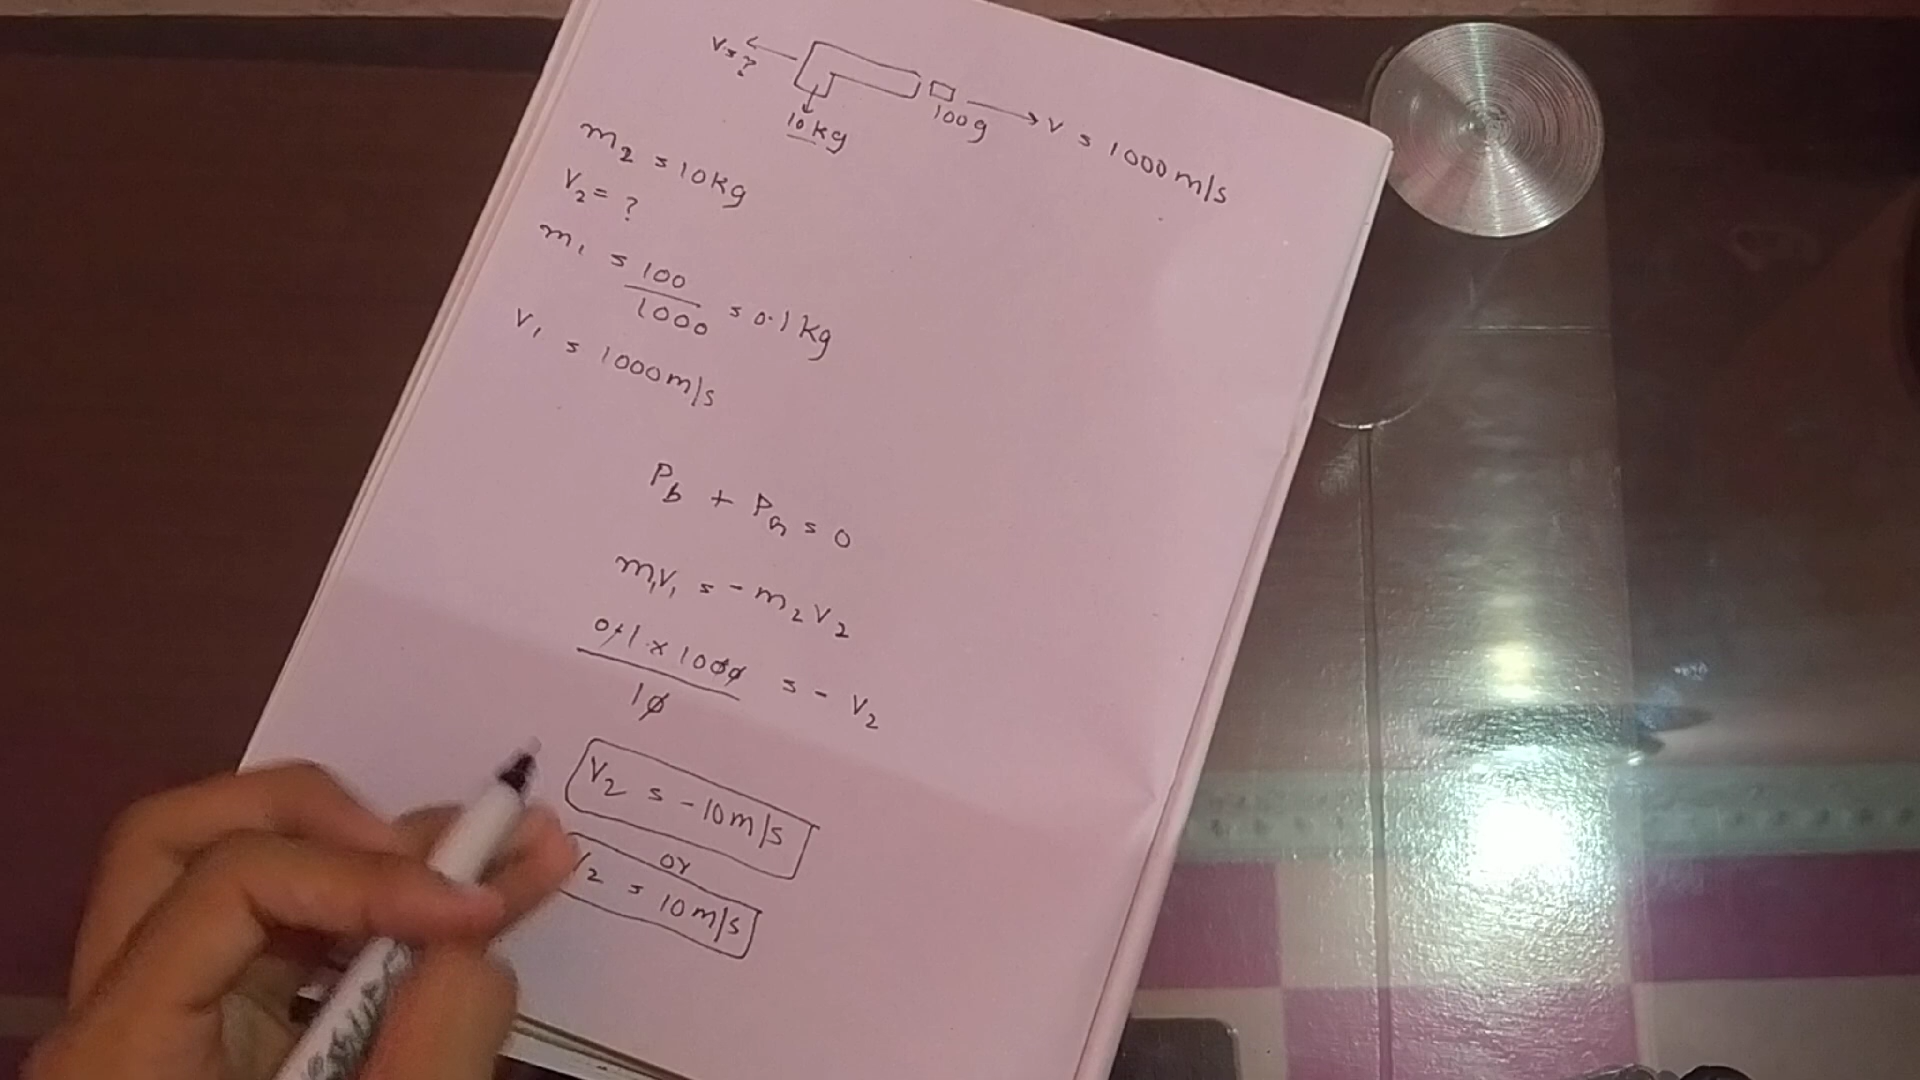 V = ?
10 kg
100g
V = 1000 m/s
m2 = 10kg
V2 = ?
m1 = 100/1000 = 0.1 kg
V1 = 1000 m/s
Pb + PG = 0
m1V1 = - m2V2
0.1 × 1000 / 10 = - V2
V2 = -10 m/s
or
V2 = 10 m/s